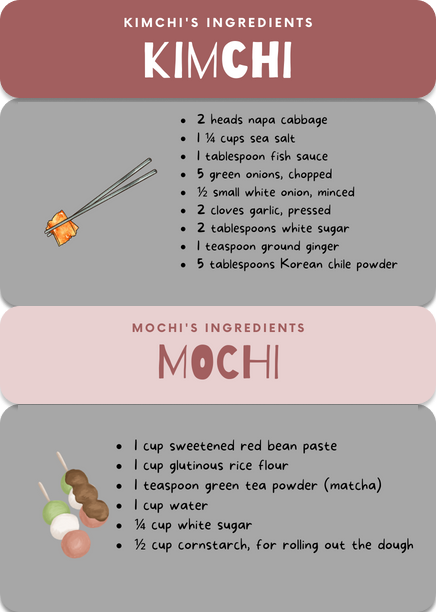 KIMCHI'S INGREDIENTS
KIMCHI
• 2 heads napa cabbage
• 1 ¼ cups sea salt
• 1 tablespoon fish sauce
• 5 green onions, chopped
• ½ small white onion, minced
• 2 cloves garlic, pressed
• 2 tablespoons white sugar
• 1 teaspoon ground ginger
• 5 tablespoons Korean chile powder
MOCHI'S INGREDIENTS
MOCHI
• 1 cup sweetened red bean paste
• 1 cup glutinous rice flour
• 1 teaspoon green tea powder (matcha)
• 1 cup water
• ¼ cup white sugar
• ½ cup cornstarch, for rolling out the dough